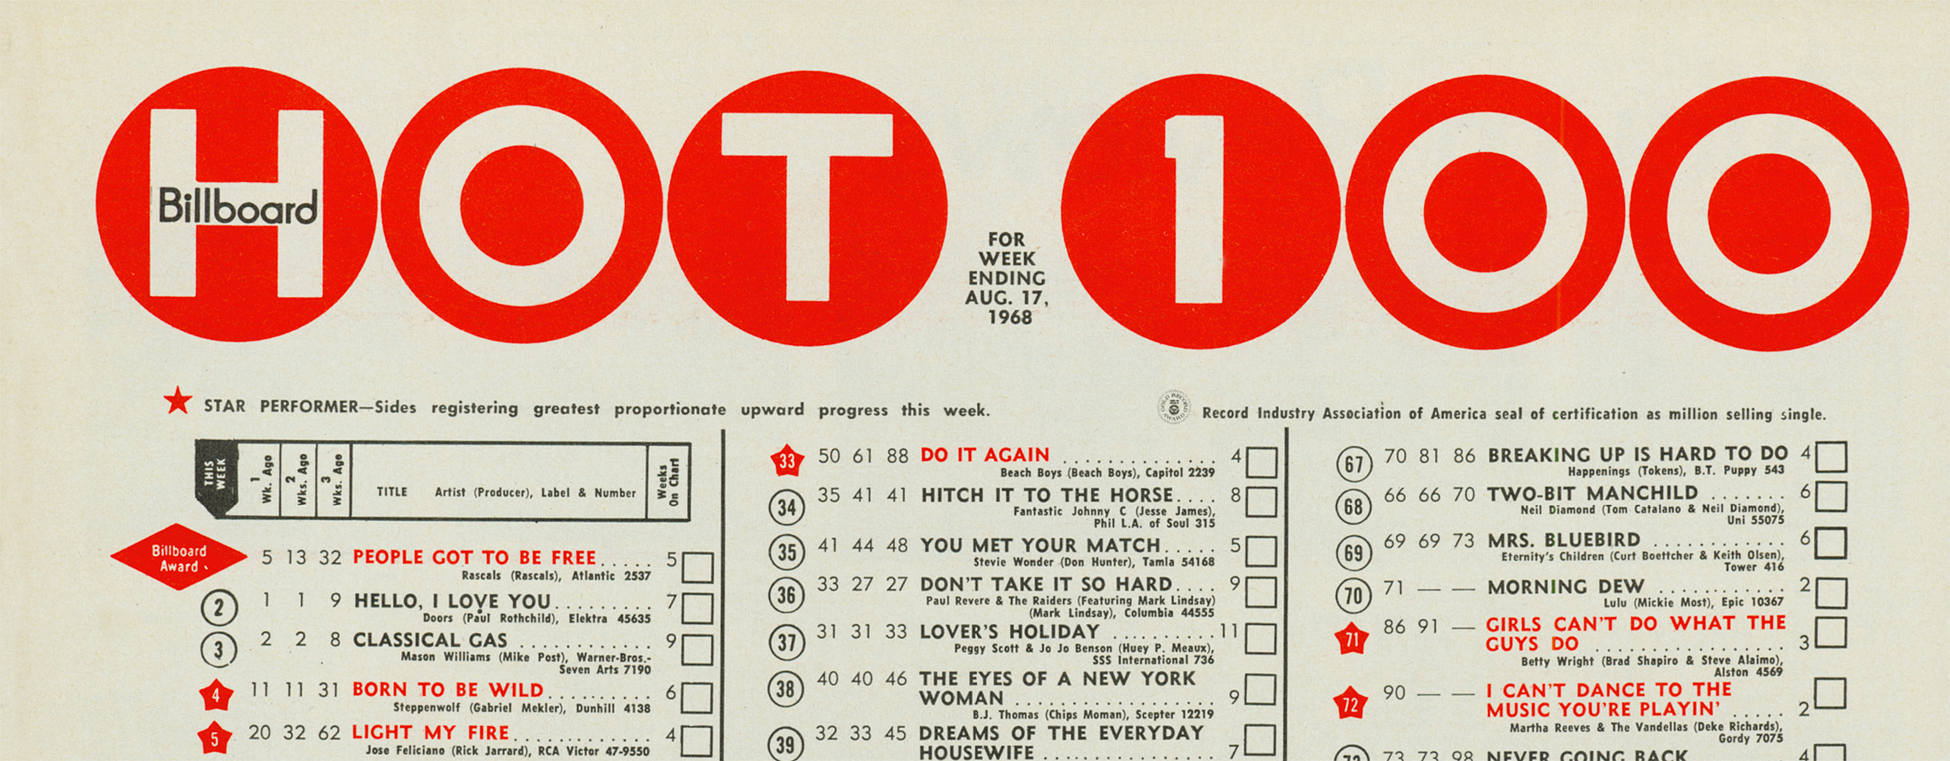 HOT 100
Billboard
FOR
WEEK
ENDING
AUG. 17,
1968
★ STAR PERFORMER—Sides registering greatest proportionate upward progress this week.
Record Industry Association of America seal of certification as million selling single.
THIS WEEK 1 Wk. Ago 2 Wks. Ago 3 Wks. Ago TITLE Artist (Producer), Label & Number Weeks On Chart
Billboard
Award
5 13 32 PEOPLE GOT TO BE FREE..... 5
Rascals (Rascals), Atlantic 2537
2 1 1 9 HELLO, I LOVE YOU......... 7
Doors (Paul Rothchild), Elektra 45635
3 2 2 8 CLASSICAL GAS ............. 9
Mason Williams (Mike Post), Warner-Bros.-
Seven Arts 7190
4 11 11 31 BORN TO BE WILD.......... 6
Steppenwolf (Gabriel Mekler), Dunhill 4138
5 20 32 62 LIGHT MY FIRE............. 4
Jose Feliciano (Rick Jarrard), RCA Victor 47-9550
33 50 61 88 DO IT AGAIN ............. 4
Beach Boys (Beach Boys), Capitol 2239
34 35 41 41 HITCH IT TO THE HORSE.... 8
Fantastic Johnny C (Jesse James),
Phil L.A. of Soul 315
35 41 44 48 YOU MET YOUR MATCH..... 5
Stevie Wonder (Don Hunter), Tamla 54168
36 33 27 27 DON'T TAKE IT SO HARD.... 9
Paul Revere & The Raiders (Featuring Mark Lindsay)
(Mark Lindsay), Columbia 44555
37 31 31 33 LOVER'S HOLIDAY ..........11
Peggy Scott & Jo Jo Benson (Huey P. Meaux),
SSS International 736
38 40 40 46 THE EYES OF A NEW YORK
WOMAN ................. 9
B.J. Thomas (Chips Moman), Scepter 12219
39 32 33 45 DREAMS OF THE EVERYDAY
HOUSEWIFE .............. 7
67 70 81 86 BREAKING UP IS HARD TO DO 4
Happenings (Tokens), B.T. Puppy 543
68 66 66 70 TWO-BIT MANCHILD ....... 6
Neil Diamond (Tom Catalano & Neil Diamond),
Uni 55075
69 69 69 73 MRS. BLUEBIRD ............ 6
Eternity's Children (Curt Boettcher & Keith Olsen),
Tower 416
70 71 — — MORNING DEW ............ 2
Lulu (Mickie Most), Epic 10367
71 86 91 — GIRLS CAN'T DO WHAT THE
GUYS DO ................. 3
Betty Wright (Brad Shapiro & Steve Alaimo),
Alston 4569
72 90 — — I CAN'T DANCE TO THE
MUSIC YOU'RE PLAYIN' ..... 2
Martha Reeves & The Vandellas (Deke Richards),
Gordy 7075
73 73 98 NEVER GOING BACK 4